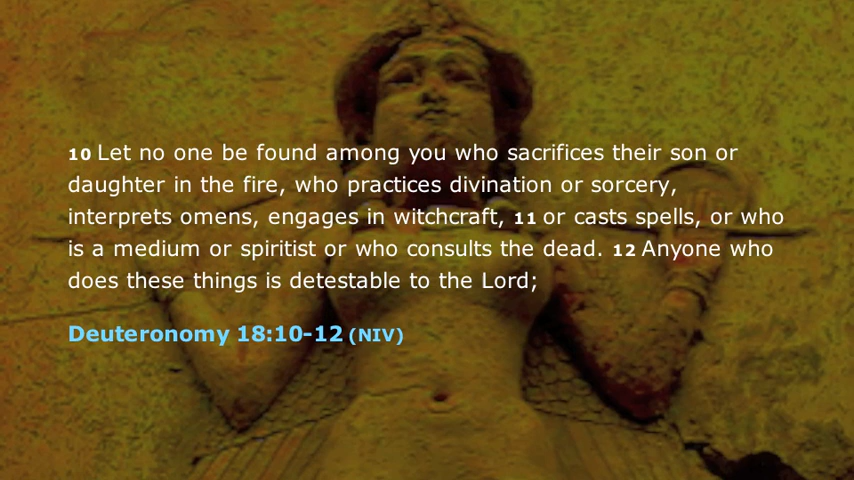 10 Let no one be found among you who sacrifices their son or
daughter in the fire, who practices divination or sorcery,
interprets omens, engages in witchcraft, 11 or casts spells, or who
is a medium or spiritist or who consults the dead. 12 Anyone who
does these things is detestable to the Lord;
Deuteronomy 18:10-12 (NIV)